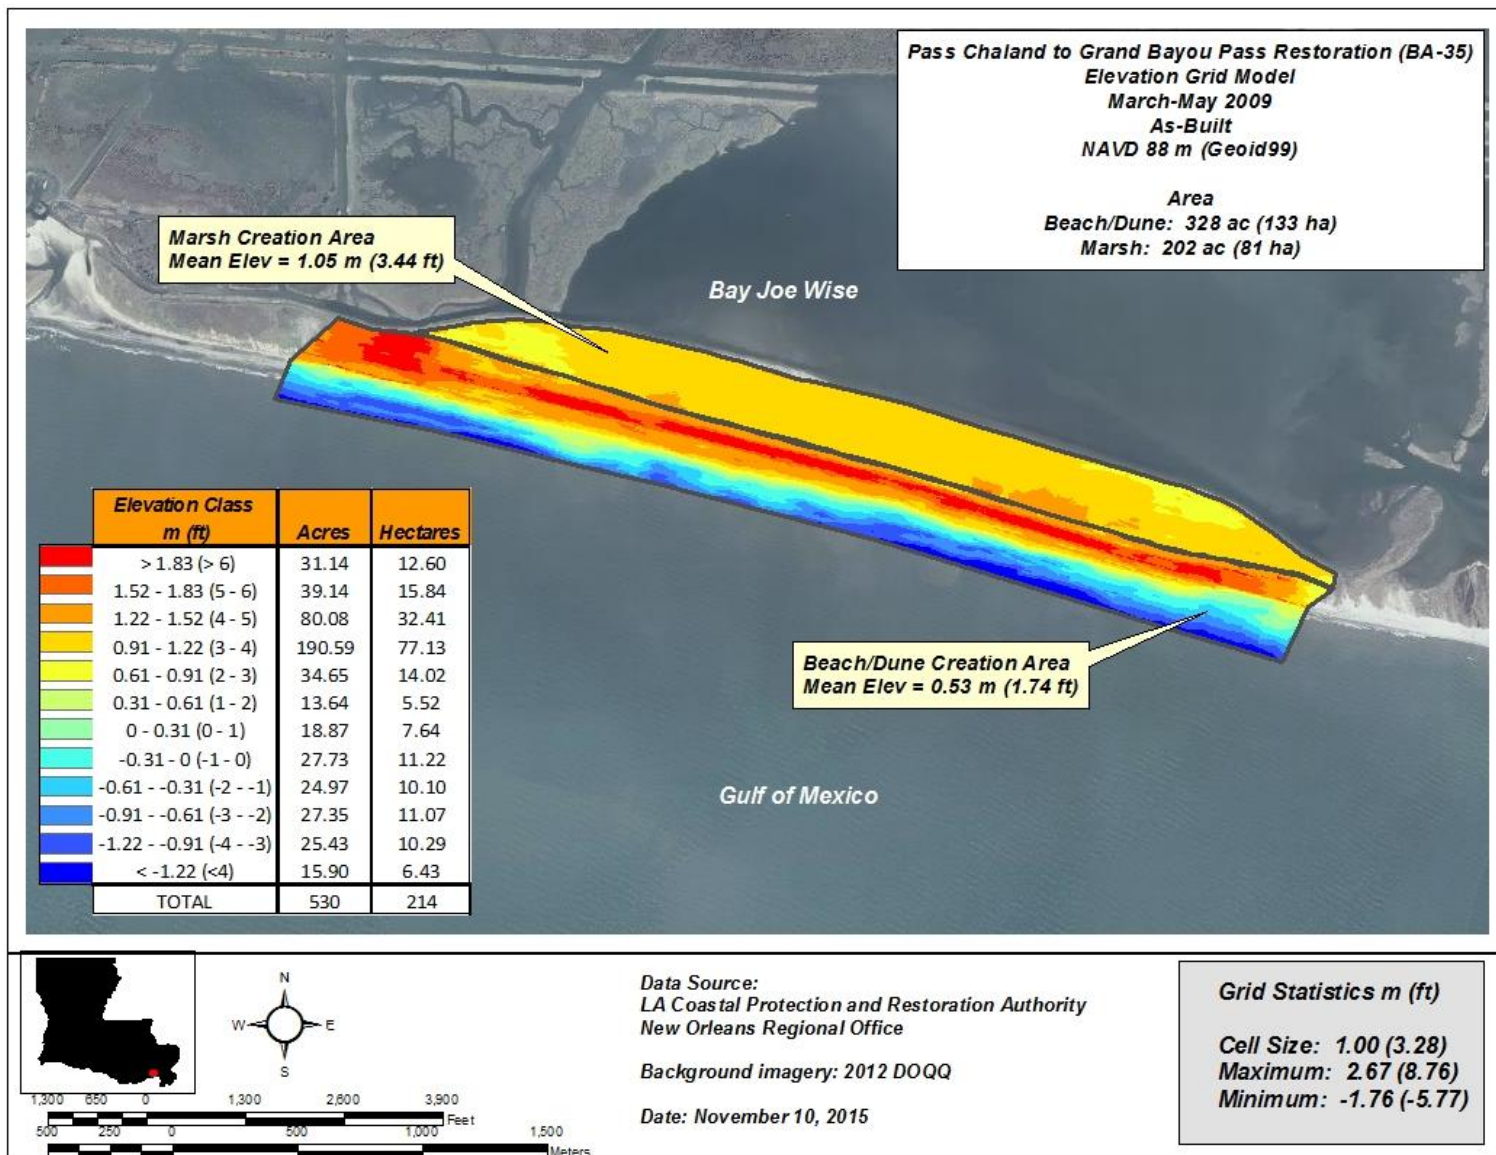 Pass Chaland to Grand Bayou Pass Restoration (BA-35)
Elevation Grid Model
March-May 2009
As-Built
NAVD 88 m (Geoid99)
Area
Beach/Dune: 328 ac (133 ha)
Marsh: 202 ac (81 ha)
Marsh Creation Area
Mean Elev = 1.05 m (3.44 ft)
Bay Joe Wise
Beach/Dune Creation Area
Mean Elev = 0.53 m (1.74 ft)
Gulf of Mexico
Elevation Class
m (ft) Acres Hectares
> 1.83 (> 6) 31.14 12.60
1.52 - 1.83 (5 - 6) 39.14 15.84
1.22 - 1.52 (4 - 5) 80.08 32.41
0.91 - 1.22 (3 - 4) 190.59 77.13
0.61 - 0.91 (2 - 3) 34.65 14.02
0.31 - 0.61 (1 - 2) 13.64 5.52
0 - 0.31 (0 - 1) 18.87 7.64
-0.31 - 0 (-1 - 0) 27.73 11.22
-0.61 - -0.31 (-2 - -1) 24.97 10.10
-0.91 - -0.61 (-3 - -2) 27.35 11.07
-1.22 - -0.91 (-4 - -3) 25.43 10.29
< -1.22 (<4) 15.90 6.43
TOTAL 530 214
N
W E
S
1,300 650 0 1,300 2,600 3,900
Feet
500 250 0 500 1,000 1,500
Meters
Data Source:
LA Coastal Protection and Restoration Authority
New Orleans Regional Office
Background imagery: 2012 DOQQ
Date: November 10, 2015
Grid Statistics m (ft)
Cell Size: 1.00 (3.28)
Maximum: 2.67 (8.76)
Minimum: -1.76 (-5.77)